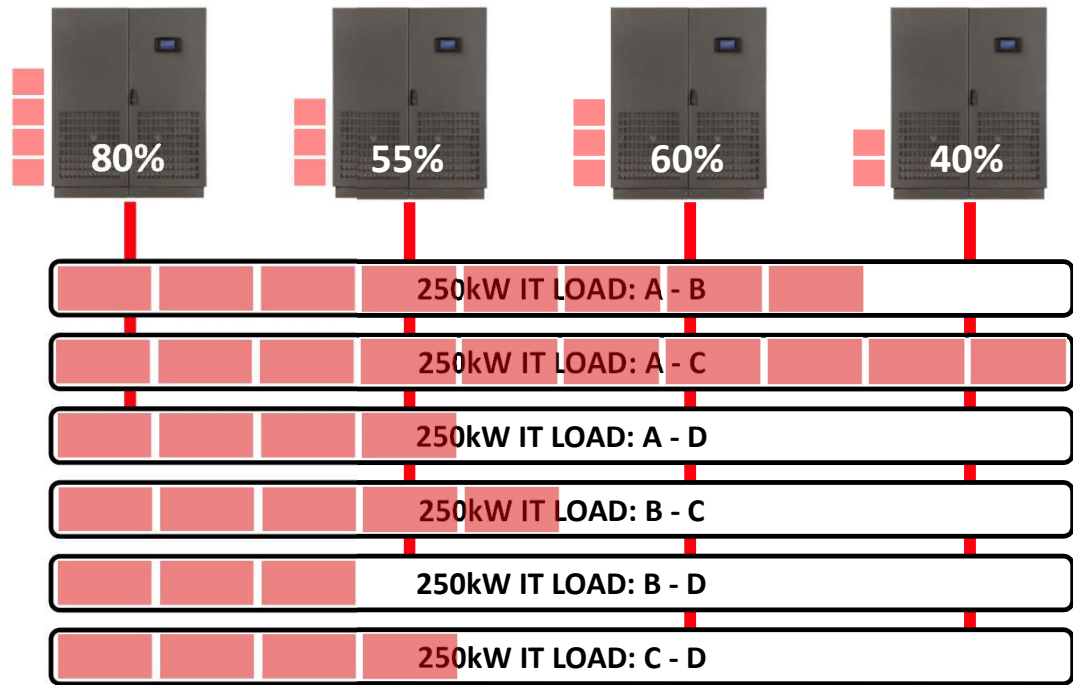 80%
55%
60%
40%
250kW IT LOAD: A - B
250kW IT LOAD: A - C
250kW IT LOAD: A - D
250kW IT LOAD: B - C
250kW IT LOAD: B - D
250kW IT LOAD: C - D